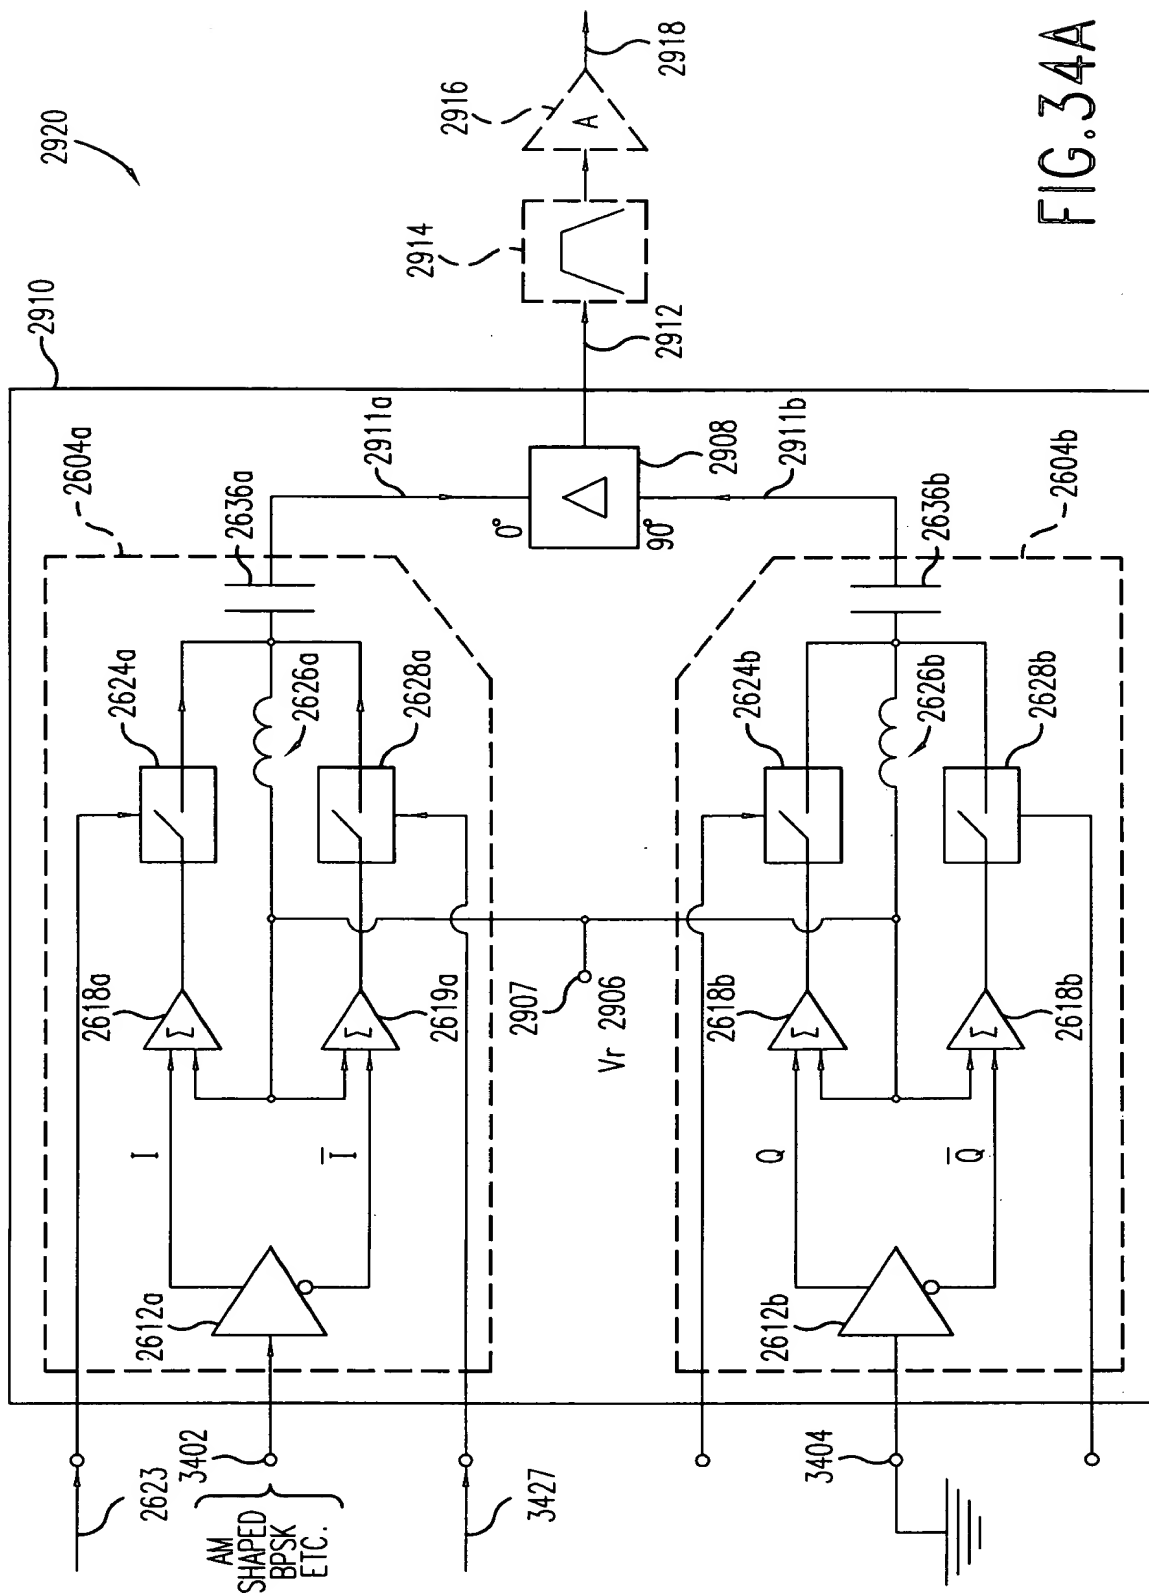 2920
2910
2604a
2636a
2911a
2624a
2626a
2628a
2618a
2619a
Σ
Σ
I
I̅
2612a
2623
3402
AM
SHAPED
BPSK
ETC.
3427
0°
90°
2908
2912
2914
2916
A
2918
2907
Vr 2906
2911b
2604b
2636b
2624b
2626b
2628b
2618b
2618b
Σ
Σ
Q
Q̅
2612b
3404
FIG.34A